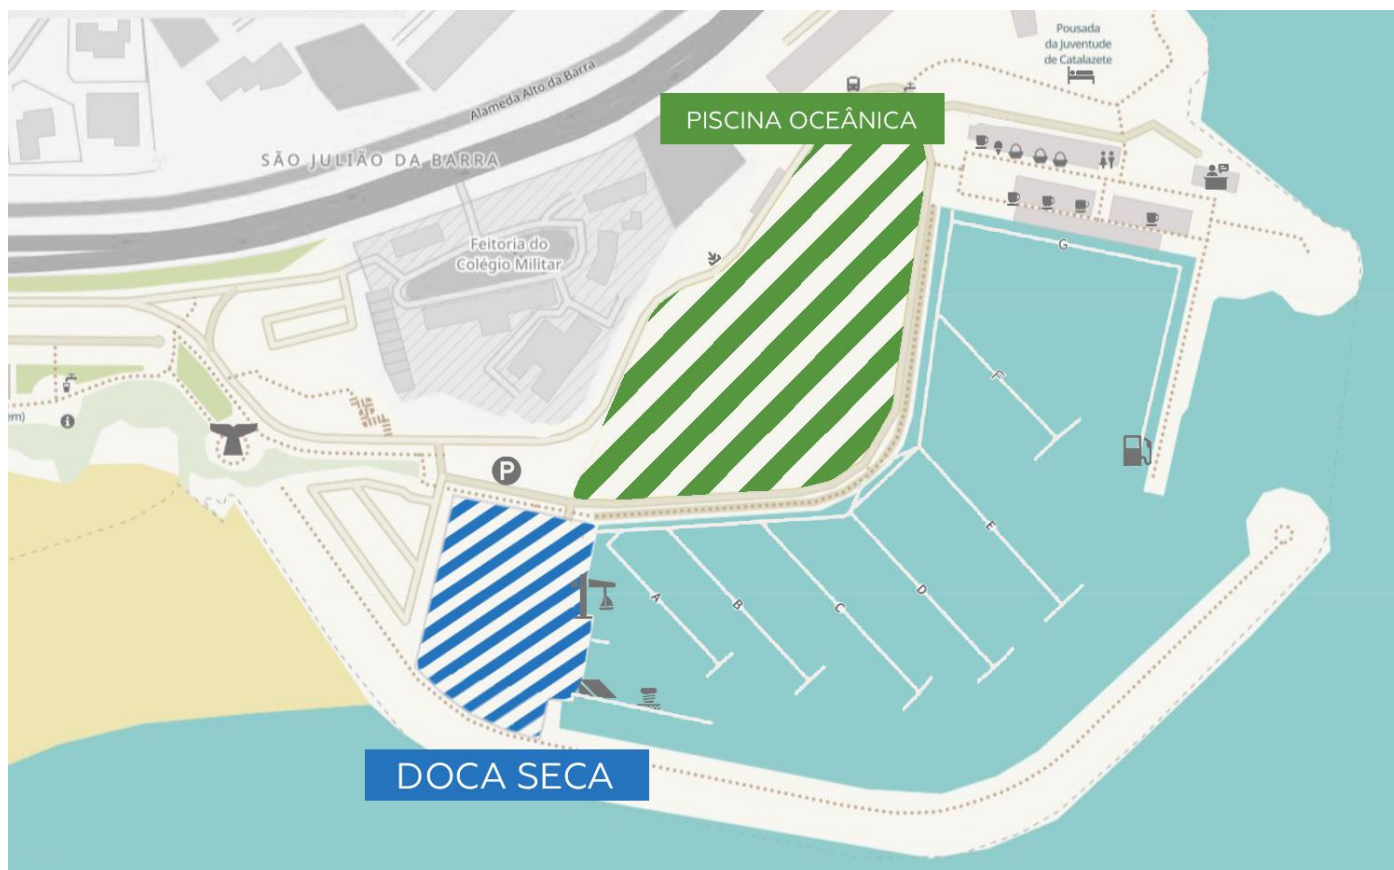 Pousada
da Juventude
de Catalazete
Alameda Alto da Barra
PISCINA OCEÂNICA
SÃO JULIÃO DA BARRA
Feitoria do
Colégio Militar
G
F
em)
P
E
D
C
B
A
DOCA SECA